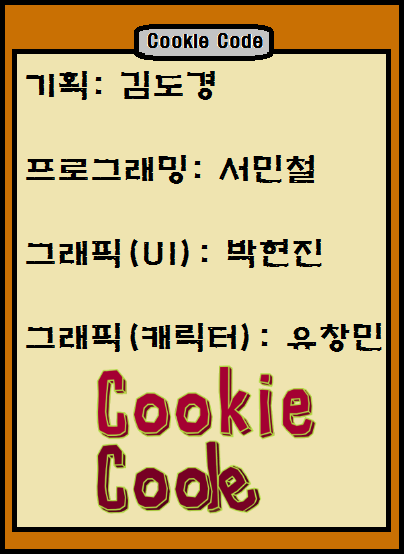 Cookie Code
기획: 김도경
프로그래밍: 서민철
그래픽(UI): 박현진
그래픽(캐릭터): 유창민
Cookie
Code